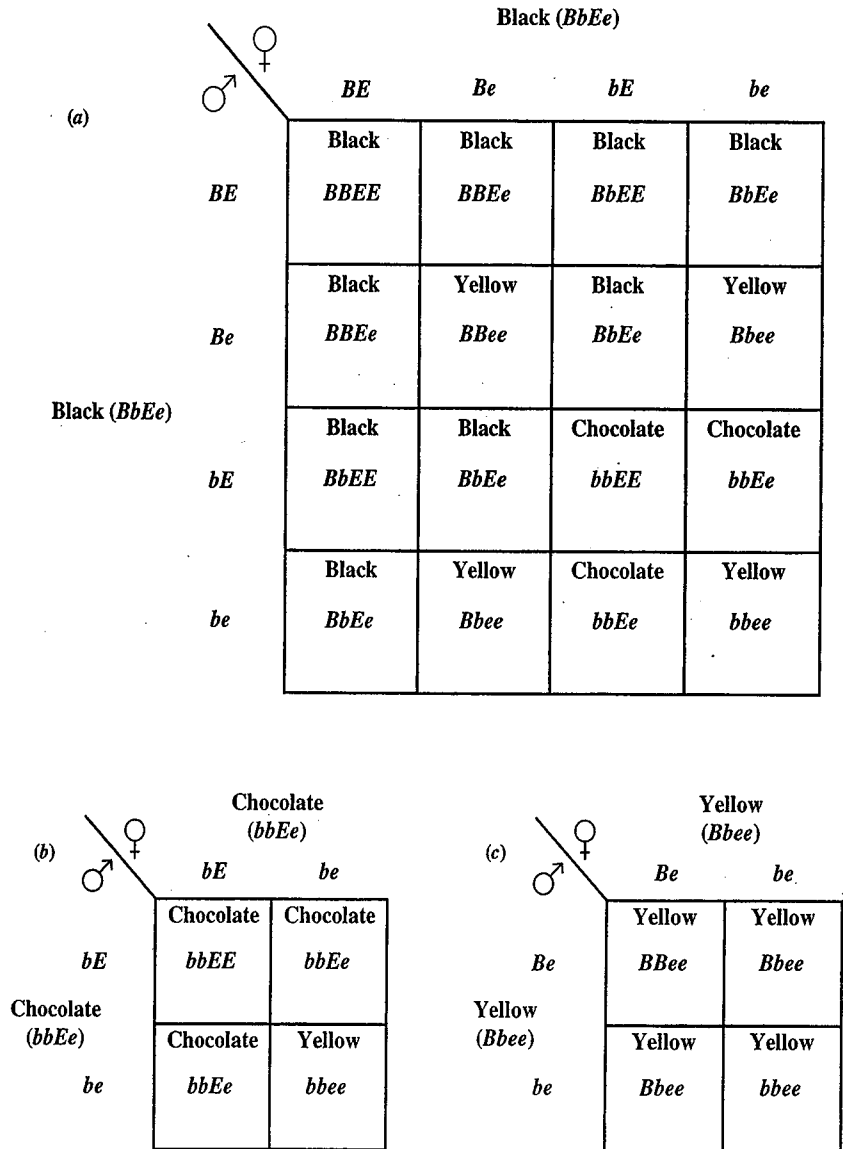 Black (BbEe)
♂ ♀
(a)
BE Be bE be
Black Black Black Black
BE BBEE BBEe BbEE BbEe
Black Yellow Black Yellow
Be BBEe BBee BbEe Bbee
Black (BbEe)
Black Black Chocolate Chocolate
bE BbEE BbEe bbEE bbEe
Black Yellow Chocolate Yellow
be BbEe Bbee bbEe bbee
Chocolate
(bbEe)
(b) ♂ ♀
bE be
Chocolate Chocolate
bE bbEE bbEe
Chocolate
(bbEe)
Chocolate Yellow
be bbEe bbee
Yellow
(Bbee)
(c) ♂ ♀
Be be
Yellow Yellow
Be BBee Bbee
Yellow
(Bbee)
Yellow Yellow
be Bbee bbee